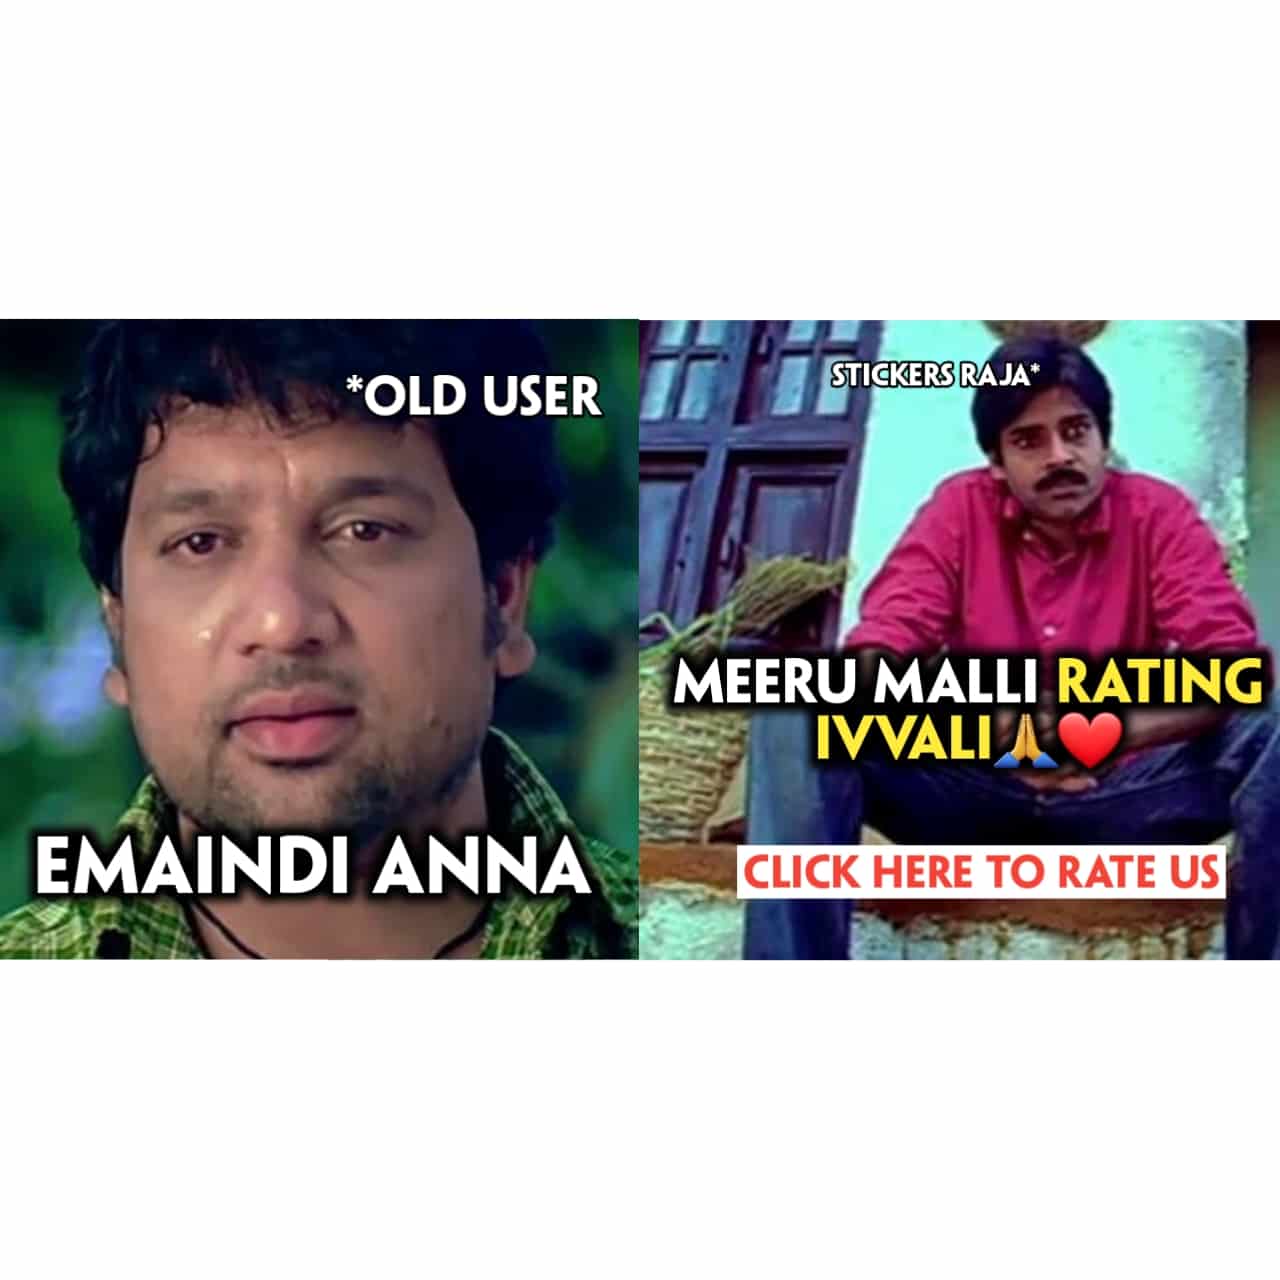 *OLD USER
EMAINDI ANNA
STICKERS RAJA*
MEERU MALLI RATING
IVVALI🙏❤️
CLICK HERE TO RATE US